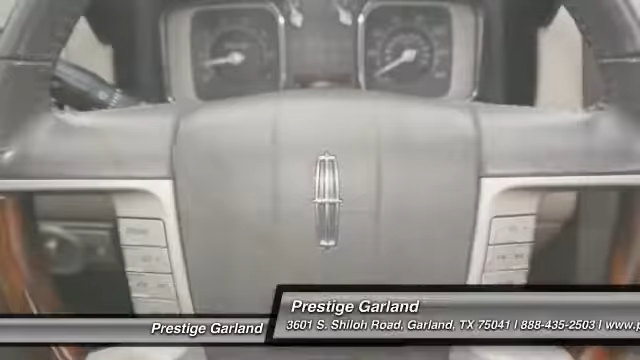 Prestige Garland
3601 S. Shiloh Road, Garland, TX 75041 I 888-435-2503 I www.p
Prestige Garland